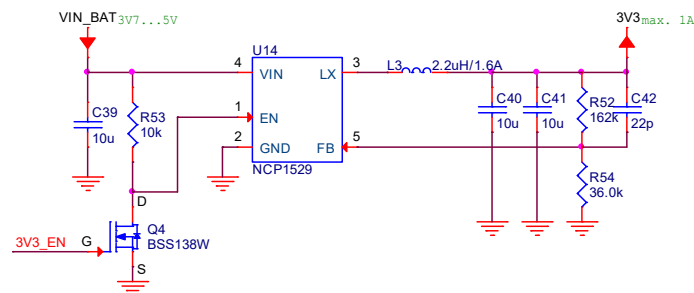 VIN_BAT 3V7...5V
3V3 max. 1A
U14
4 VIN LX 3
L3 2.2uH/1.6A
C39
10u
R53
10k
1 EN
2 GND FB 5
NCP1529
C40
10u
C41
10u
R52
162k
C42
22p
R54
36.0k
D
3V3_EN G
Q4
BSS138W
S